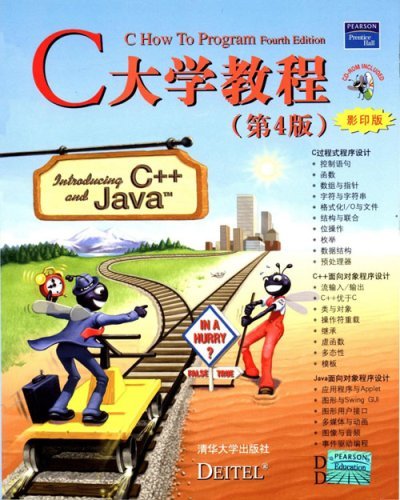 PEARSON
Prentice
Hall
C How To Program Fourth Edition
C大学教程
(第4版)
CD-ROM INCLUDED
影印版
Introducing C++
and Java™
C过程式程序设计
• 控制语句
• 函数
• 数组与指针
• 字符与字符串
• 格式化I/O与文件
• 结构与联合
• 位操作
• 枚举
• 数据结构
• 预处理器
C++面向对象程序设计
• 流输入/输出
• C++优于C
• 类与对象
• 操作符重载
• 继承
• 虚函数
• 多态性
• 模板
Java面向对象程序设计
• 应用程序与Applet
• 图形与Swing GUI
• 图形用户接口
• 多媒体与动画
• 图像与音频
• 事件驱动编程
IN A
HURRY
?
FALSE TRUE
清华大学出版社
DEITEL®
D
D
PEARSON
Education